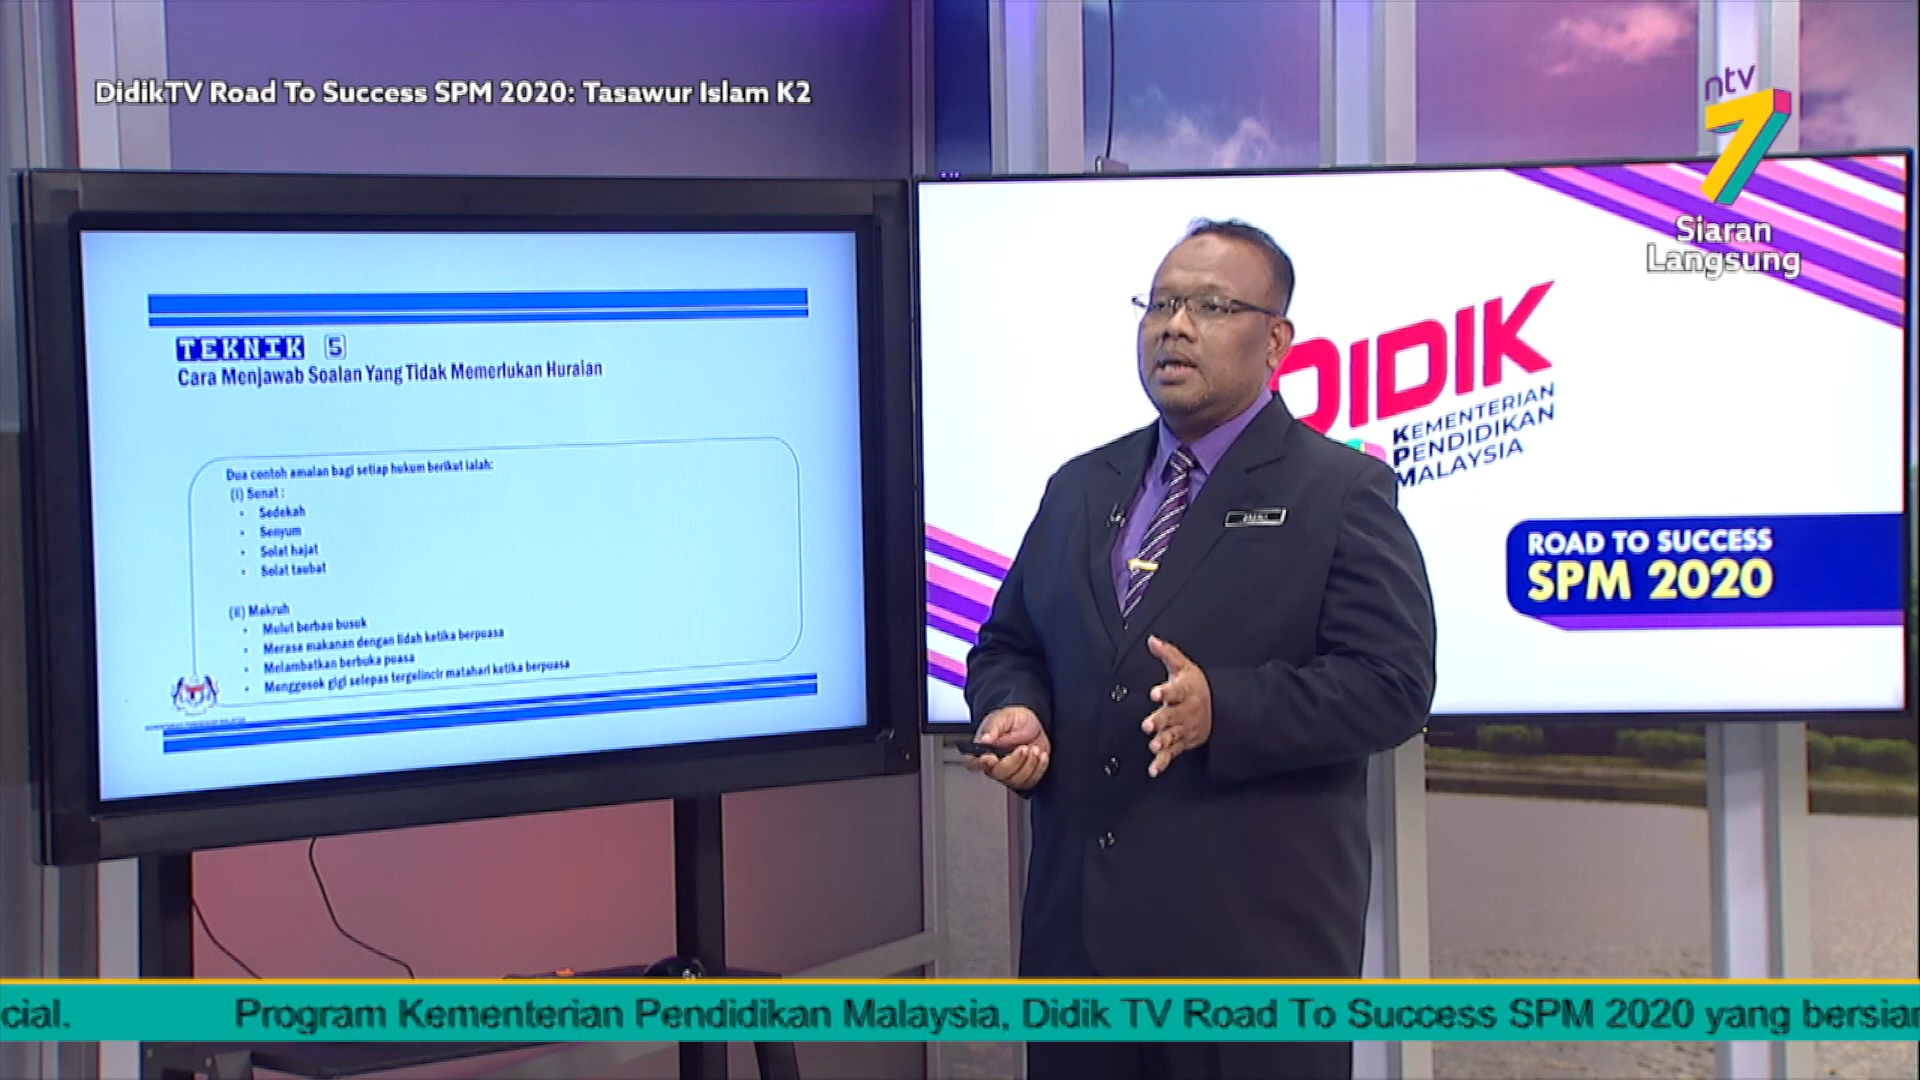 DidikTV Road To Success SPM 2020: Tasawur Islam K2
ntv
7
Siaran
Langsung
TEKNIK 5
Cara Menjawab Soalan Yang Tidak Memerlukan Huraian
Dua contoh amalan bagi setiap hukum berikut ialah:
(i) Sunat :
• Sedekah
• Senyum
• Solat hajat
• Solat taubat
(ii) Makruh
• Mulut berbau busuk
• Merasa makanan dengan lidah ketika berpuasa
• Melambatkan berbuka puasa
• Menggosok gigi selepas tergelincir matahari ketika berpuasa
DIDIK
KEMENTERIAN
PENDIDIKAN
MALAYSIA
ROAD TO SUCCESS
SPM 2020
cial. Program Kementerian Pendidikan Malaysia, Didik TV Road To Success SPM 2020 yang bersiar